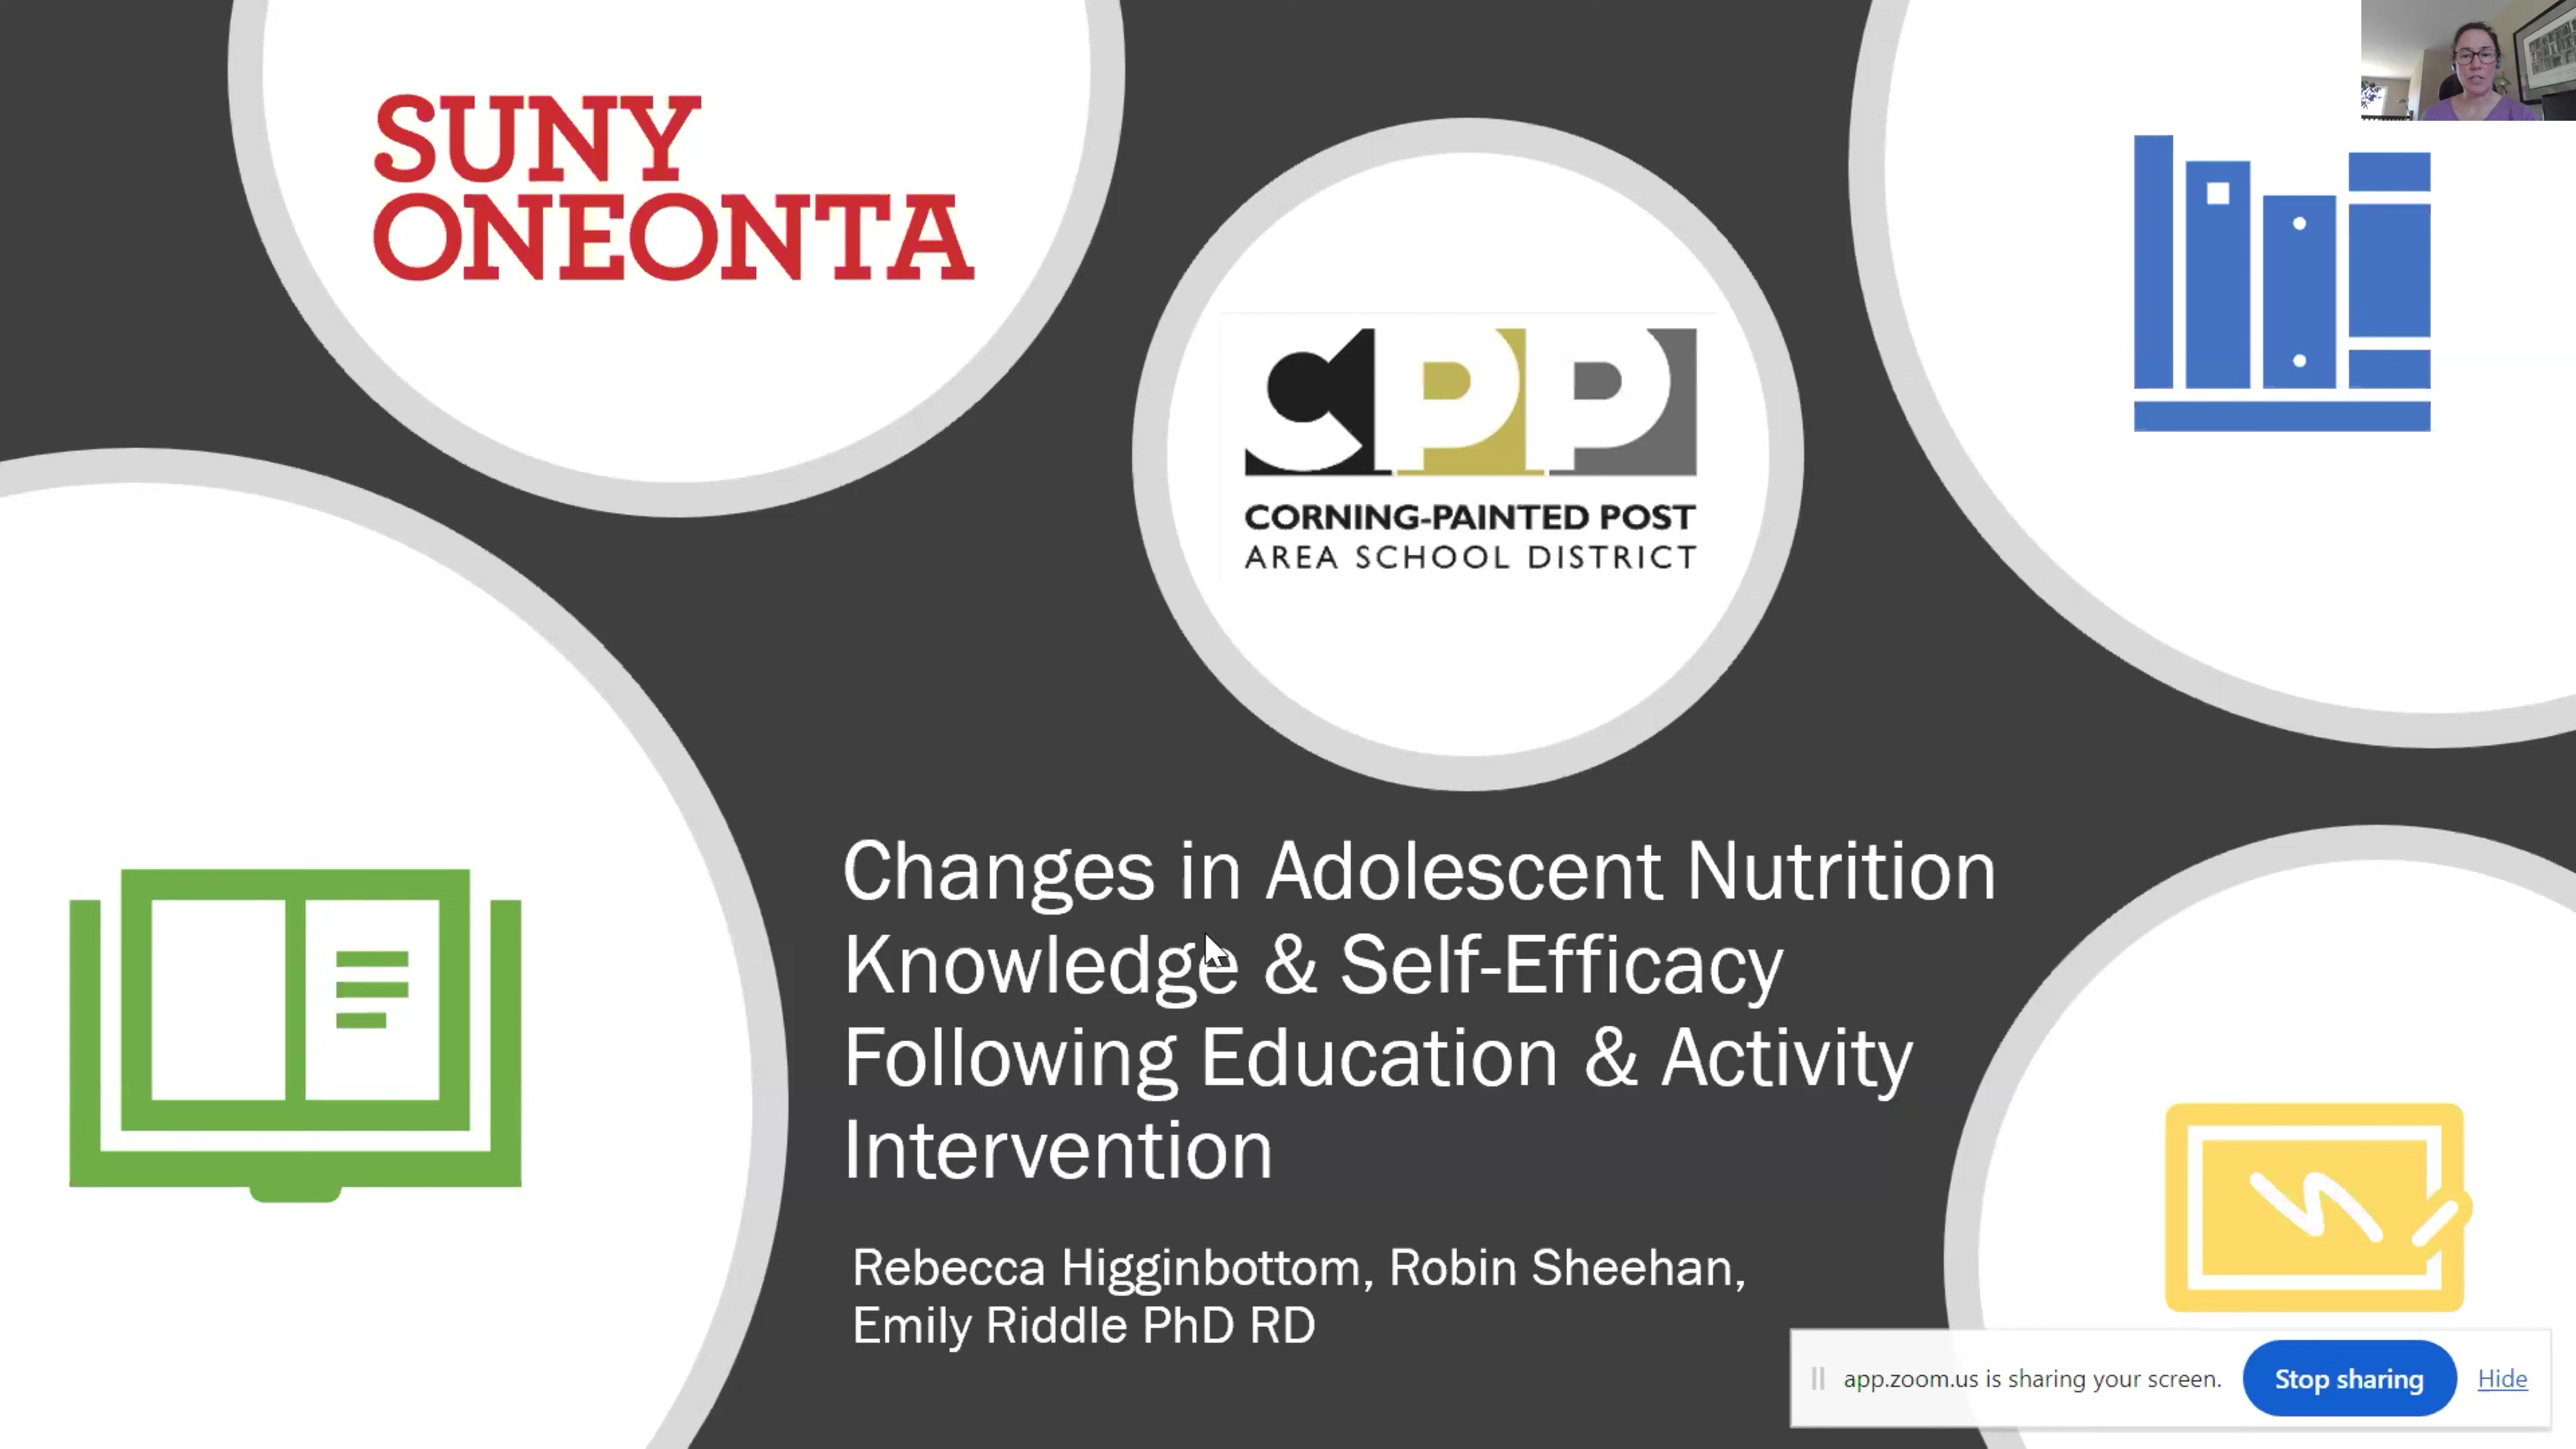 SUNY
ONEONTA
CPP
CORNING-PAINTED POST
AREA SCHOOL DISTRICT
Changes in Adolescent Nutrition
Knowledge & Self-Efficacy
Following Education & Activity
Intervention
Rebecca Higginbottom, Robin Sheehan,
Emily Riddle PhD RD
app.zoom.us is sharing your screen. Stop sharing Hide